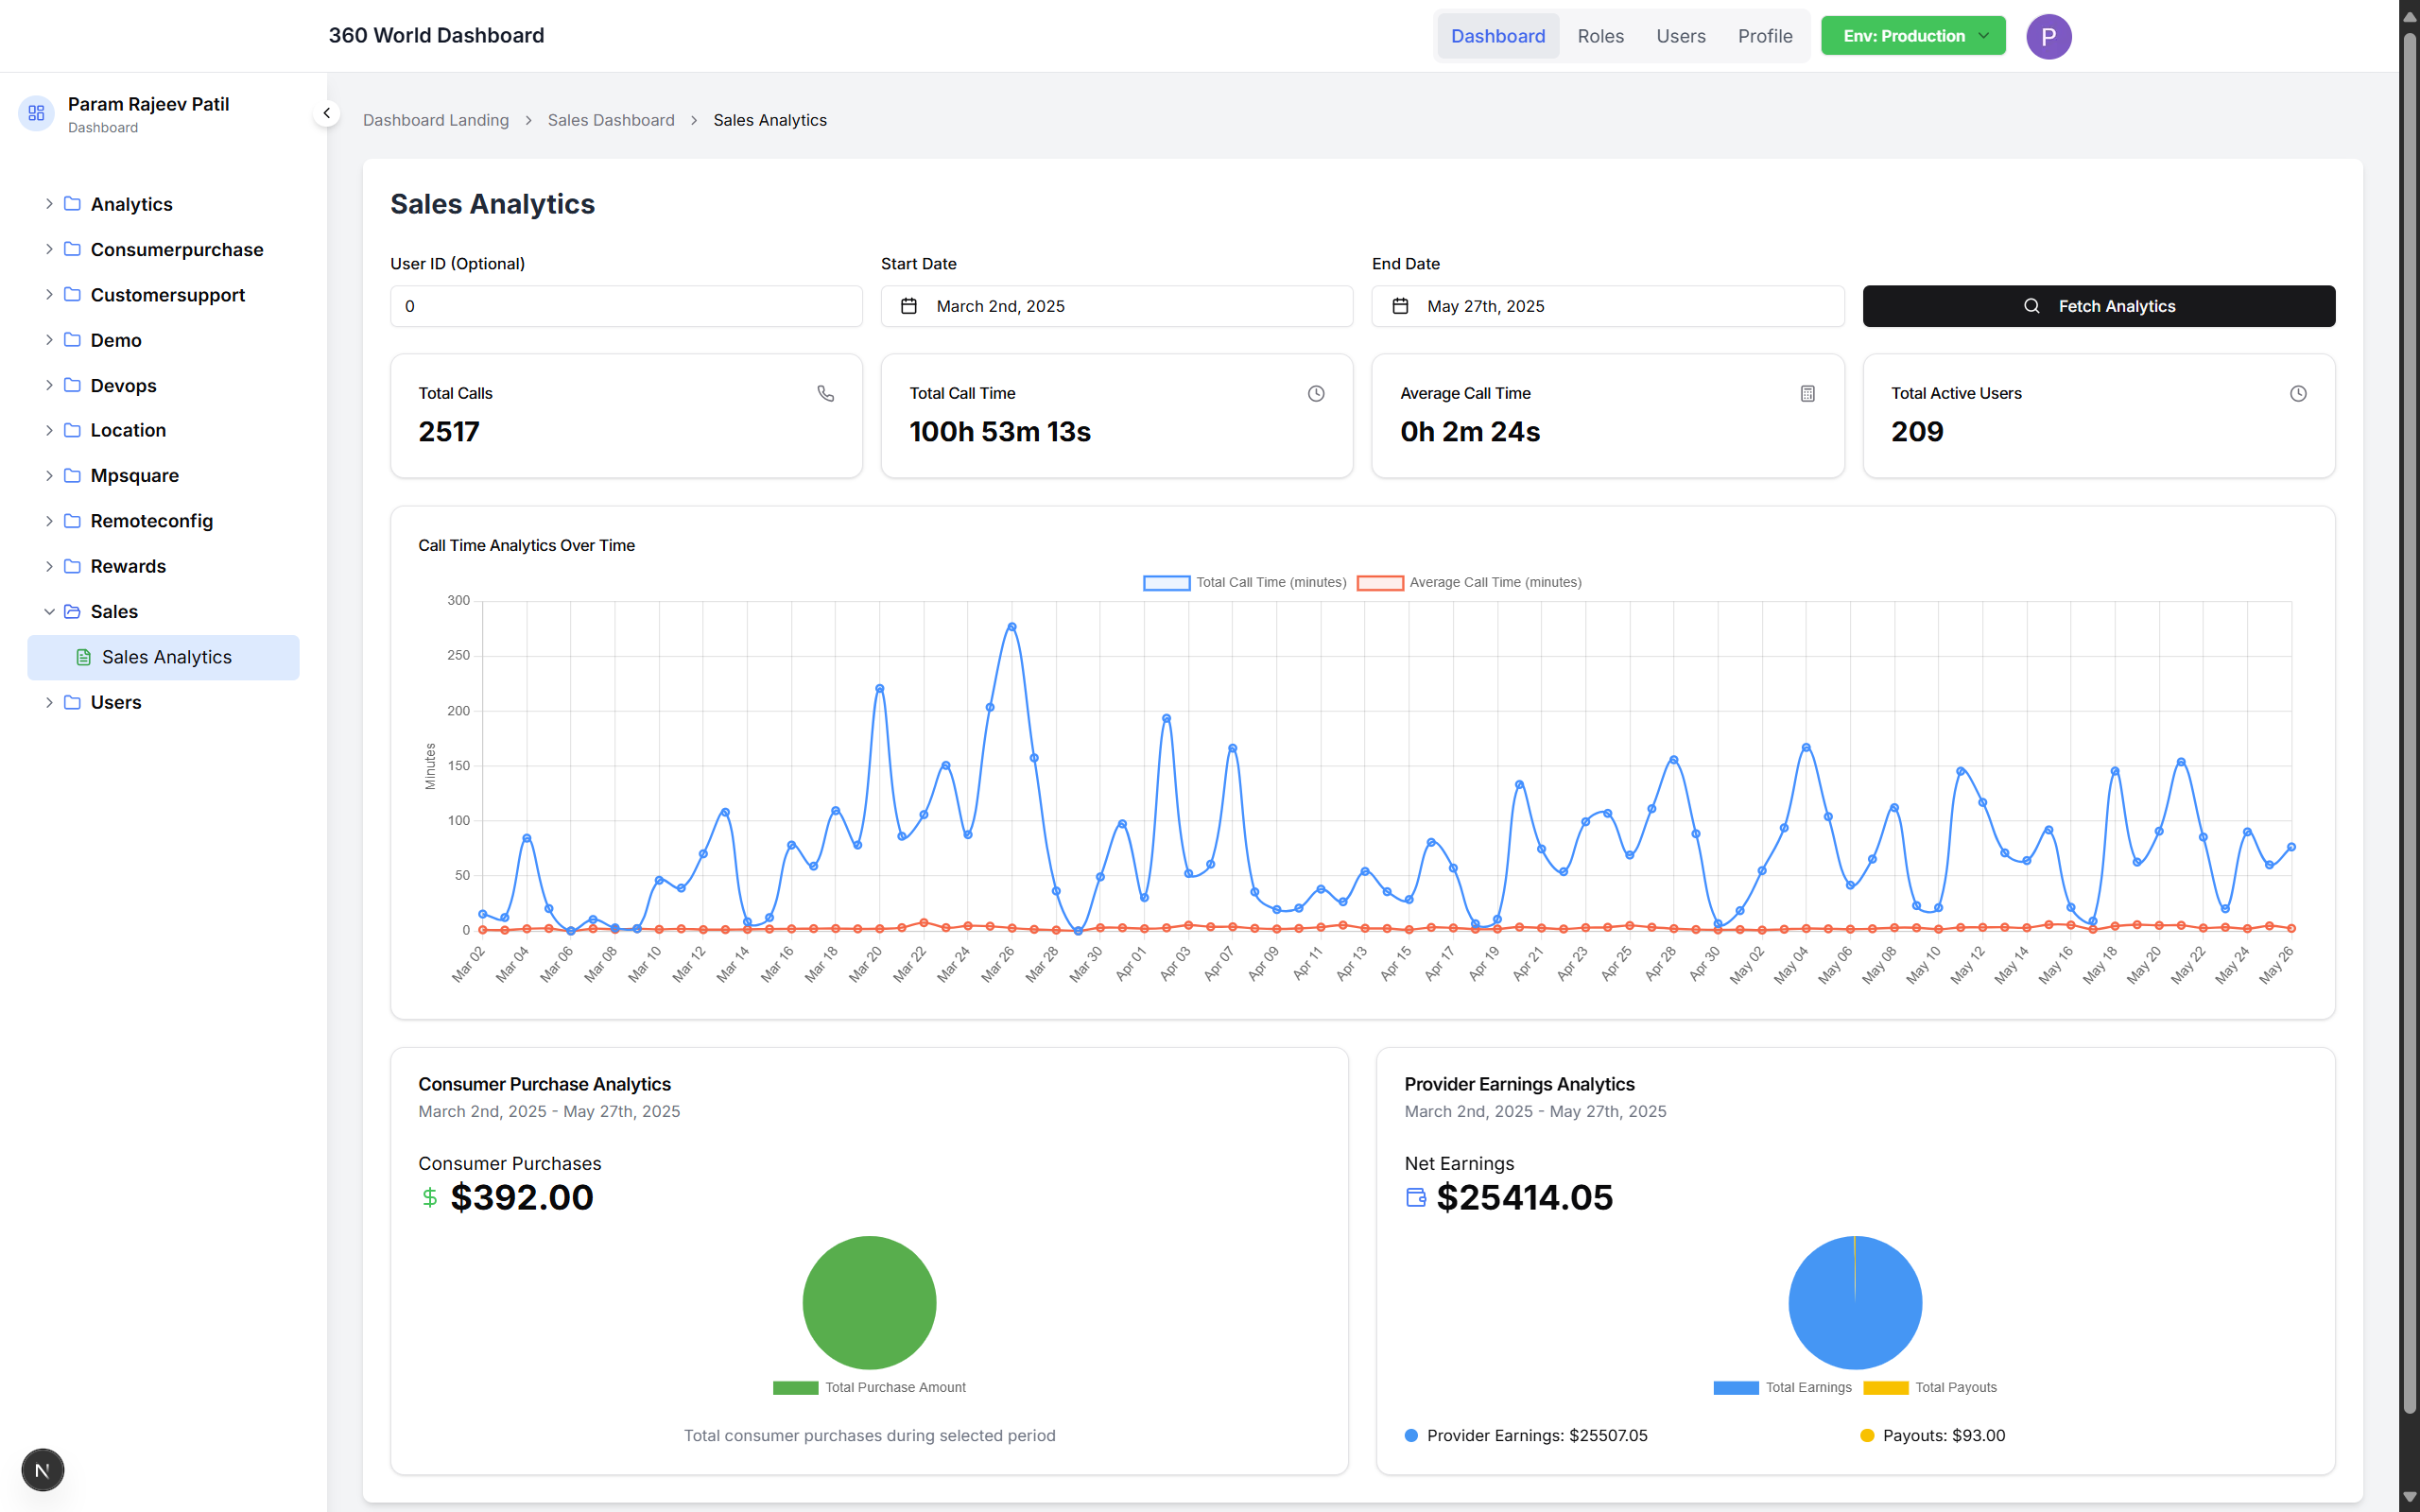 360 World Dashboard
Dashboard Roles Users Profile Env: Production P
Param Rajeev Patil
Dashboard
Analytics
Consumerpurchase
Customersupport
Demo
Devops
Location
Mpsquare
Remoteconfig
Rewards
Sales
Sales Analytics
Users
N
Dashboard Landing > Sales Dashboard > Sales Analytics
Sales Analytics
User ID (Optional) Start Date End Date
0 March 2nd, 2025 May 27th, 2025 Fetch Analytics
Total Calls Total Call Time Average Call Time Total Active Users
2517 100h 53m 13s 0h 2m 24s 209
Call Time Analytics Over Time
Total Call Time (minutes) Average Call Time (minutes)
Minutes
300
250
200
150
100
50
0
Mar 02 Mar 04 Mar 06 Mar 08 Mar 10 Mar 12 Mar 14 Mar 16 Mar 18 Mar 20 Mar 22 Mar 24 Mar 26 Mar 28 Mar 30 Apr 01 Apr 03 Apr 07 Apr 09 Apr 11 Apr 13 Apr 15 Apr 17 Apr 19 Apr 21 Apr 23 Apr 25 Apr 28 Apr 30 May 02 May 04 May 06 May 08 May 10 May 12 May 14 May 16 May 18 May 20 May 22 May 24 May 26
Consumer Purchase Analytics
March 2nd, 2025 - May 27th, 2025
Consumer Purchases
$ $392.00
Total Purchase Amount
Total consumer purchases during selected period
Provider Earnings Analytics
March 2nd, 2025 - May 27th, 2025
Net Earnings
$25414.05
Total Earnings Total Payouts
Provider Earnings: $25507.05 Payouts: $93.00